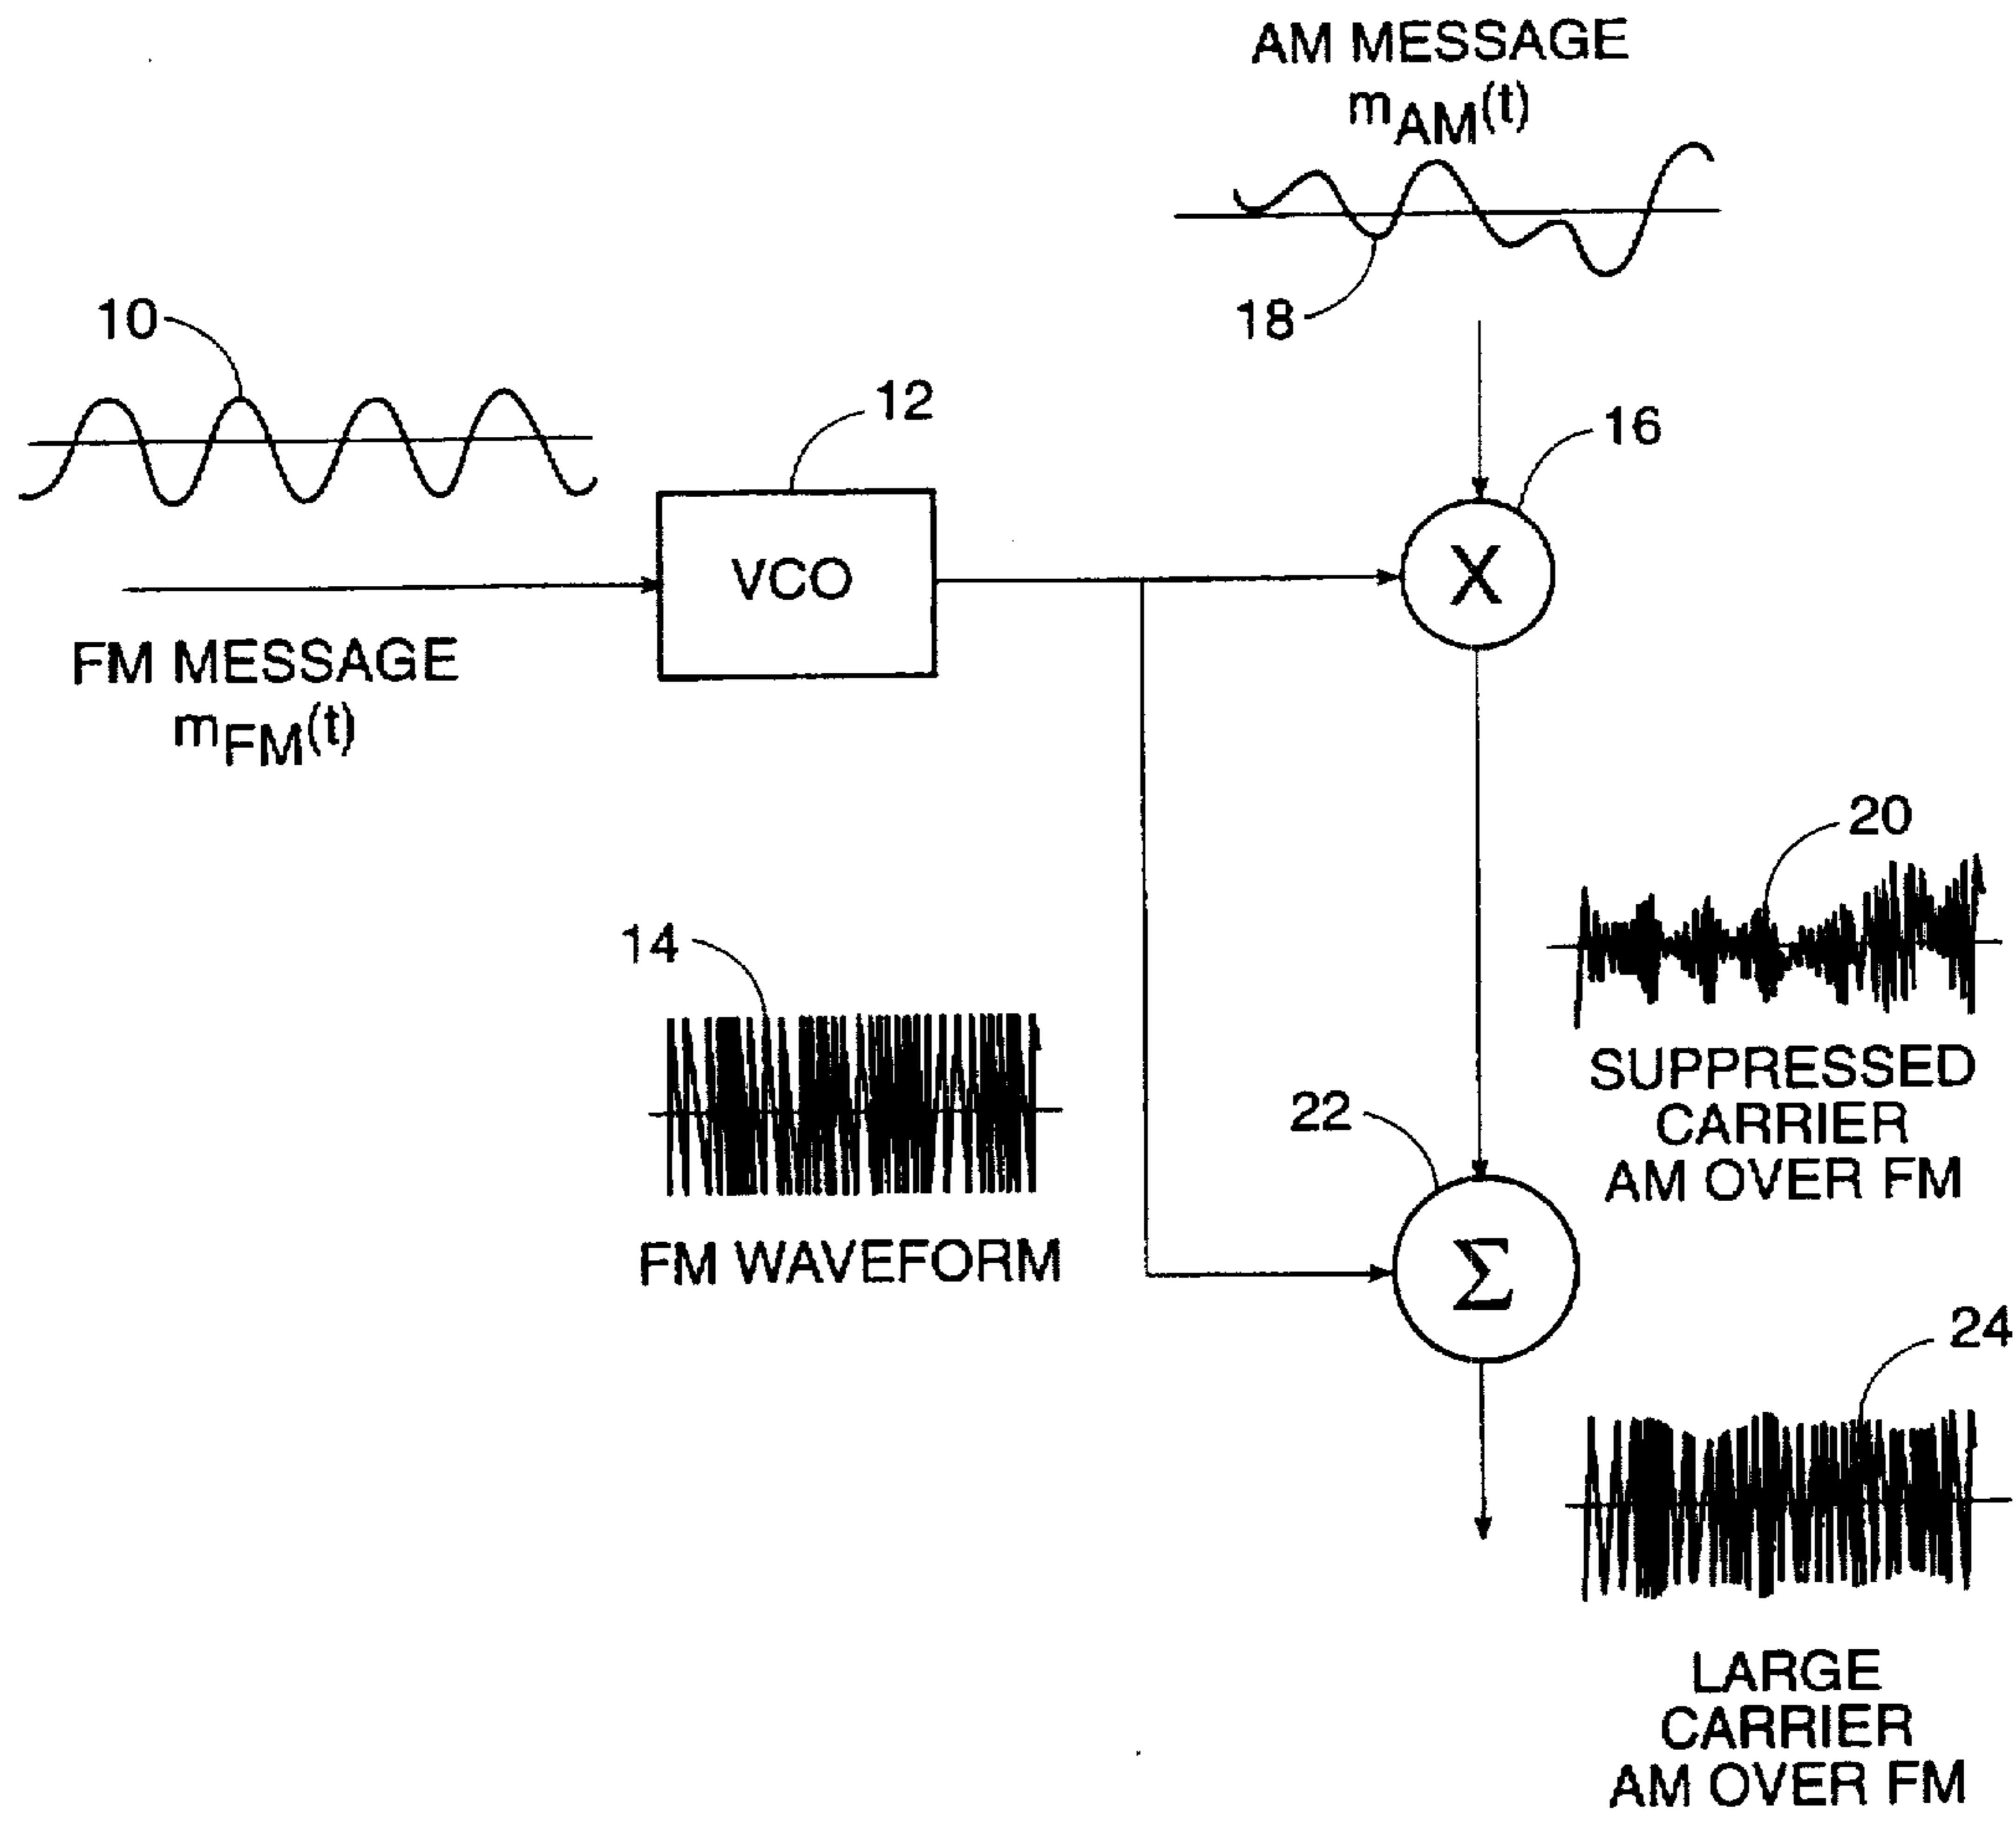 AM MESSAGE
mAM(t)
18
10
12
16
VCO
X
FM MESSAGE
mFM(t)
20
14
SUPPRESSED
CARRIER
AM OVER FM
22
FM WAVEFORM
Σ
24
LARGE
CARRIER
AM OVER FM